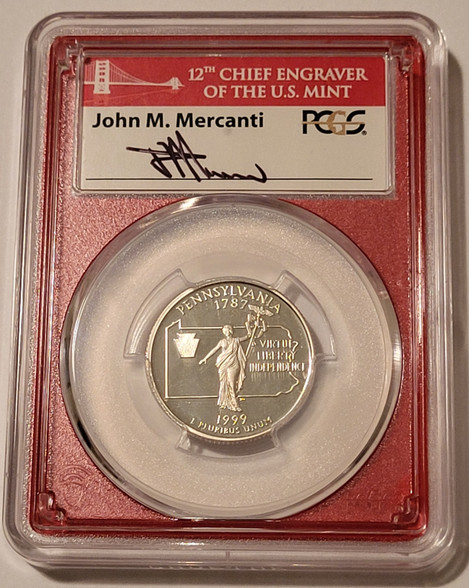 12TH CHIEF ENGRAVER
OF THE U.S. MINT
John M. Mercanti
PCGS
PENNSYLVANIA
1787
VIRTUE
LIBERTY
INDEPENDENCE
1999
E PLURIBUS UNUM